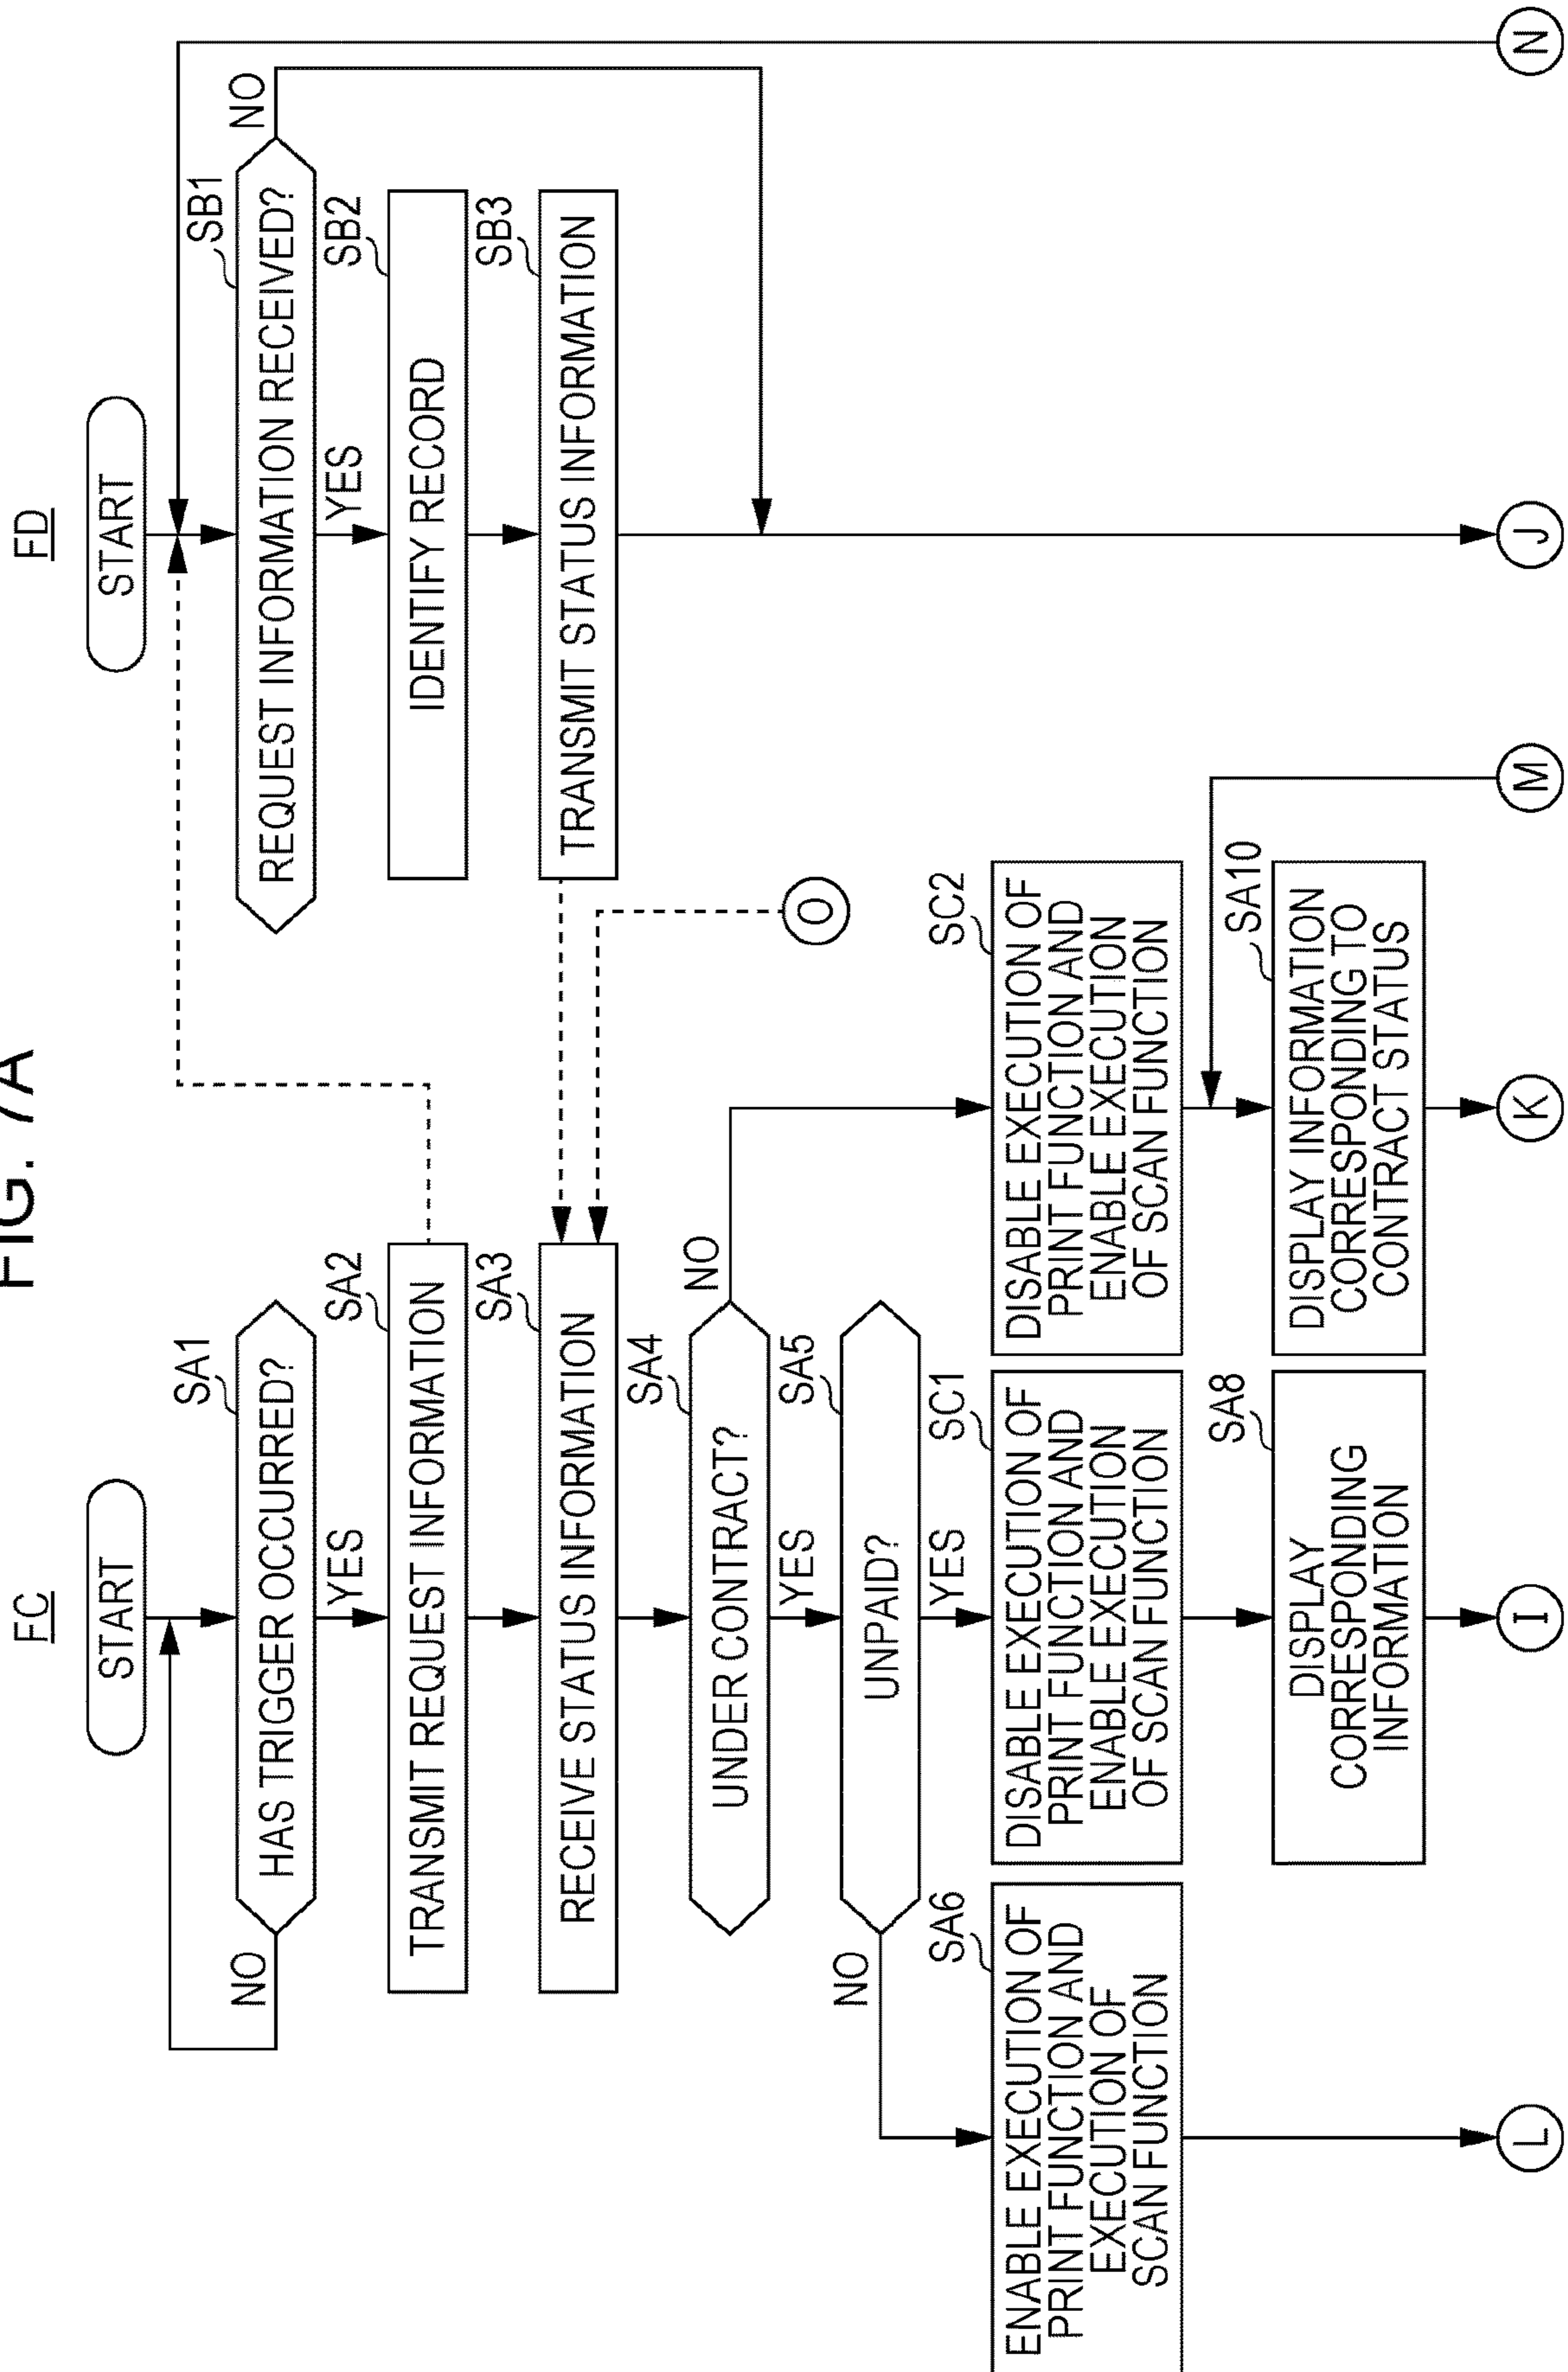 FIG. 7A
FC
START
SA1
HAS TRIGGER OCCURRED?
NO
YES
SA2
TRANSMIT REQUEST INFORMATION
SA3
RECEIVE STATUS INFORMATION
SA4
UNDER CONTRACT?
NO
YES
SA5
UNPAID?
NO
YES
SA6
ENABLE EXECUTION OF
PRINT FUNCTION AND
EXECUTION OF
SCAN FUNCTION
L
SC1
DISABLE EXECUTION OF
PRINT FUNCTION AND
ENABLE EXECUTION
OF SCAN FUNCTION
SA8
DISPLAY
CORRESPONDING
INFORMATION
I
SC2
DISABLE EXECUTION OF
PRINT FUNCTION AND
ENABLE EXECUTION
OF SCAN FUNCTION
SA10
DISPLAY INFORMATION
CORRESPONDING TO
CONTRACT STATUS
K
M
FD
START
SB1
REQUEST INFORMATION RECEIVED?
NO
YES
SB2
IDENTIFY RECORD
SB3
TRANSMIT STATUS INFORMATION
O
J
N